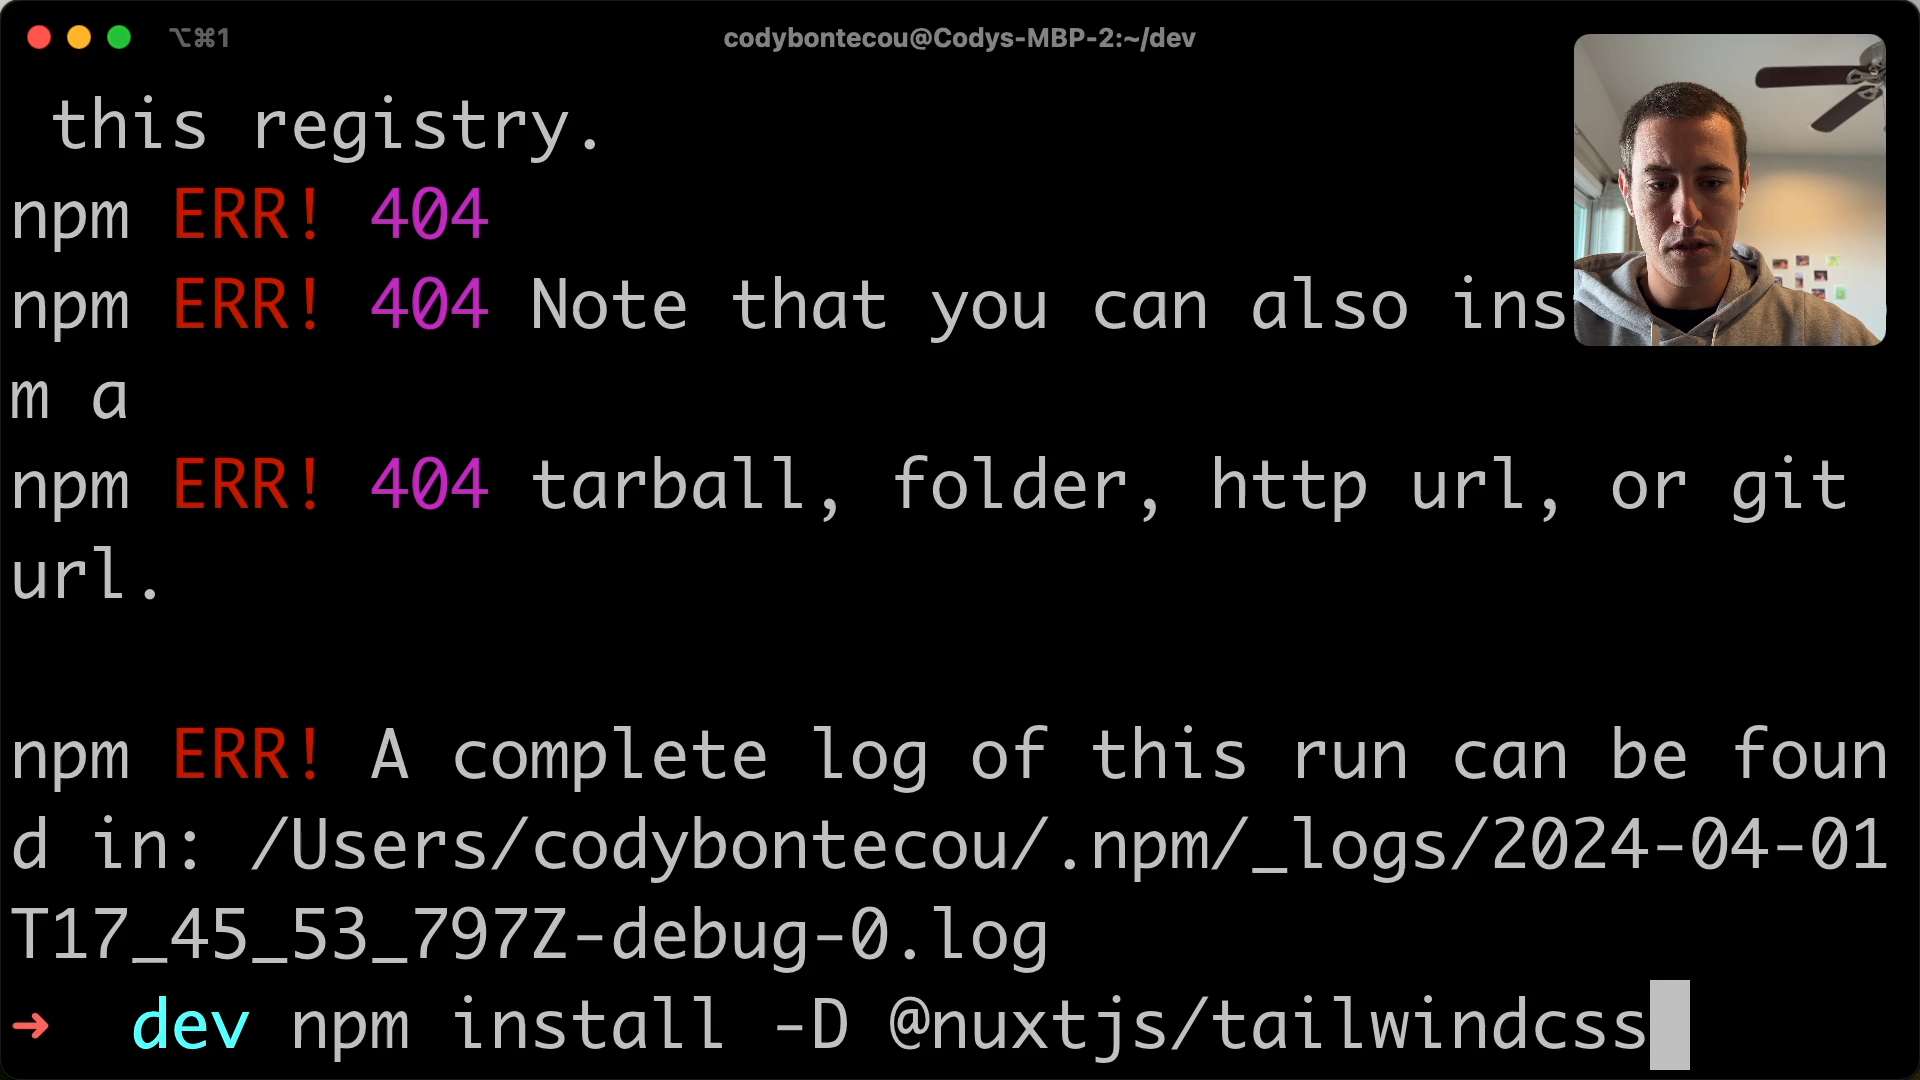 ⌥⌘1
codybontecou@Codys-MBP-2:~/dev
this registry.
npm ERR! 404
npm ERR! 404 Note that you can also ins
m a
npm ERR! 404 tarball, folder, http url, or git
url.
npm ERR! A complete log of this run can be foun
d in: /Users/codybontecou/.npm/_logs/2024-04-01
T17_45_53_797Z-debug-0.log
➜ dev npm install -D @nuxtjs/tailwindcss